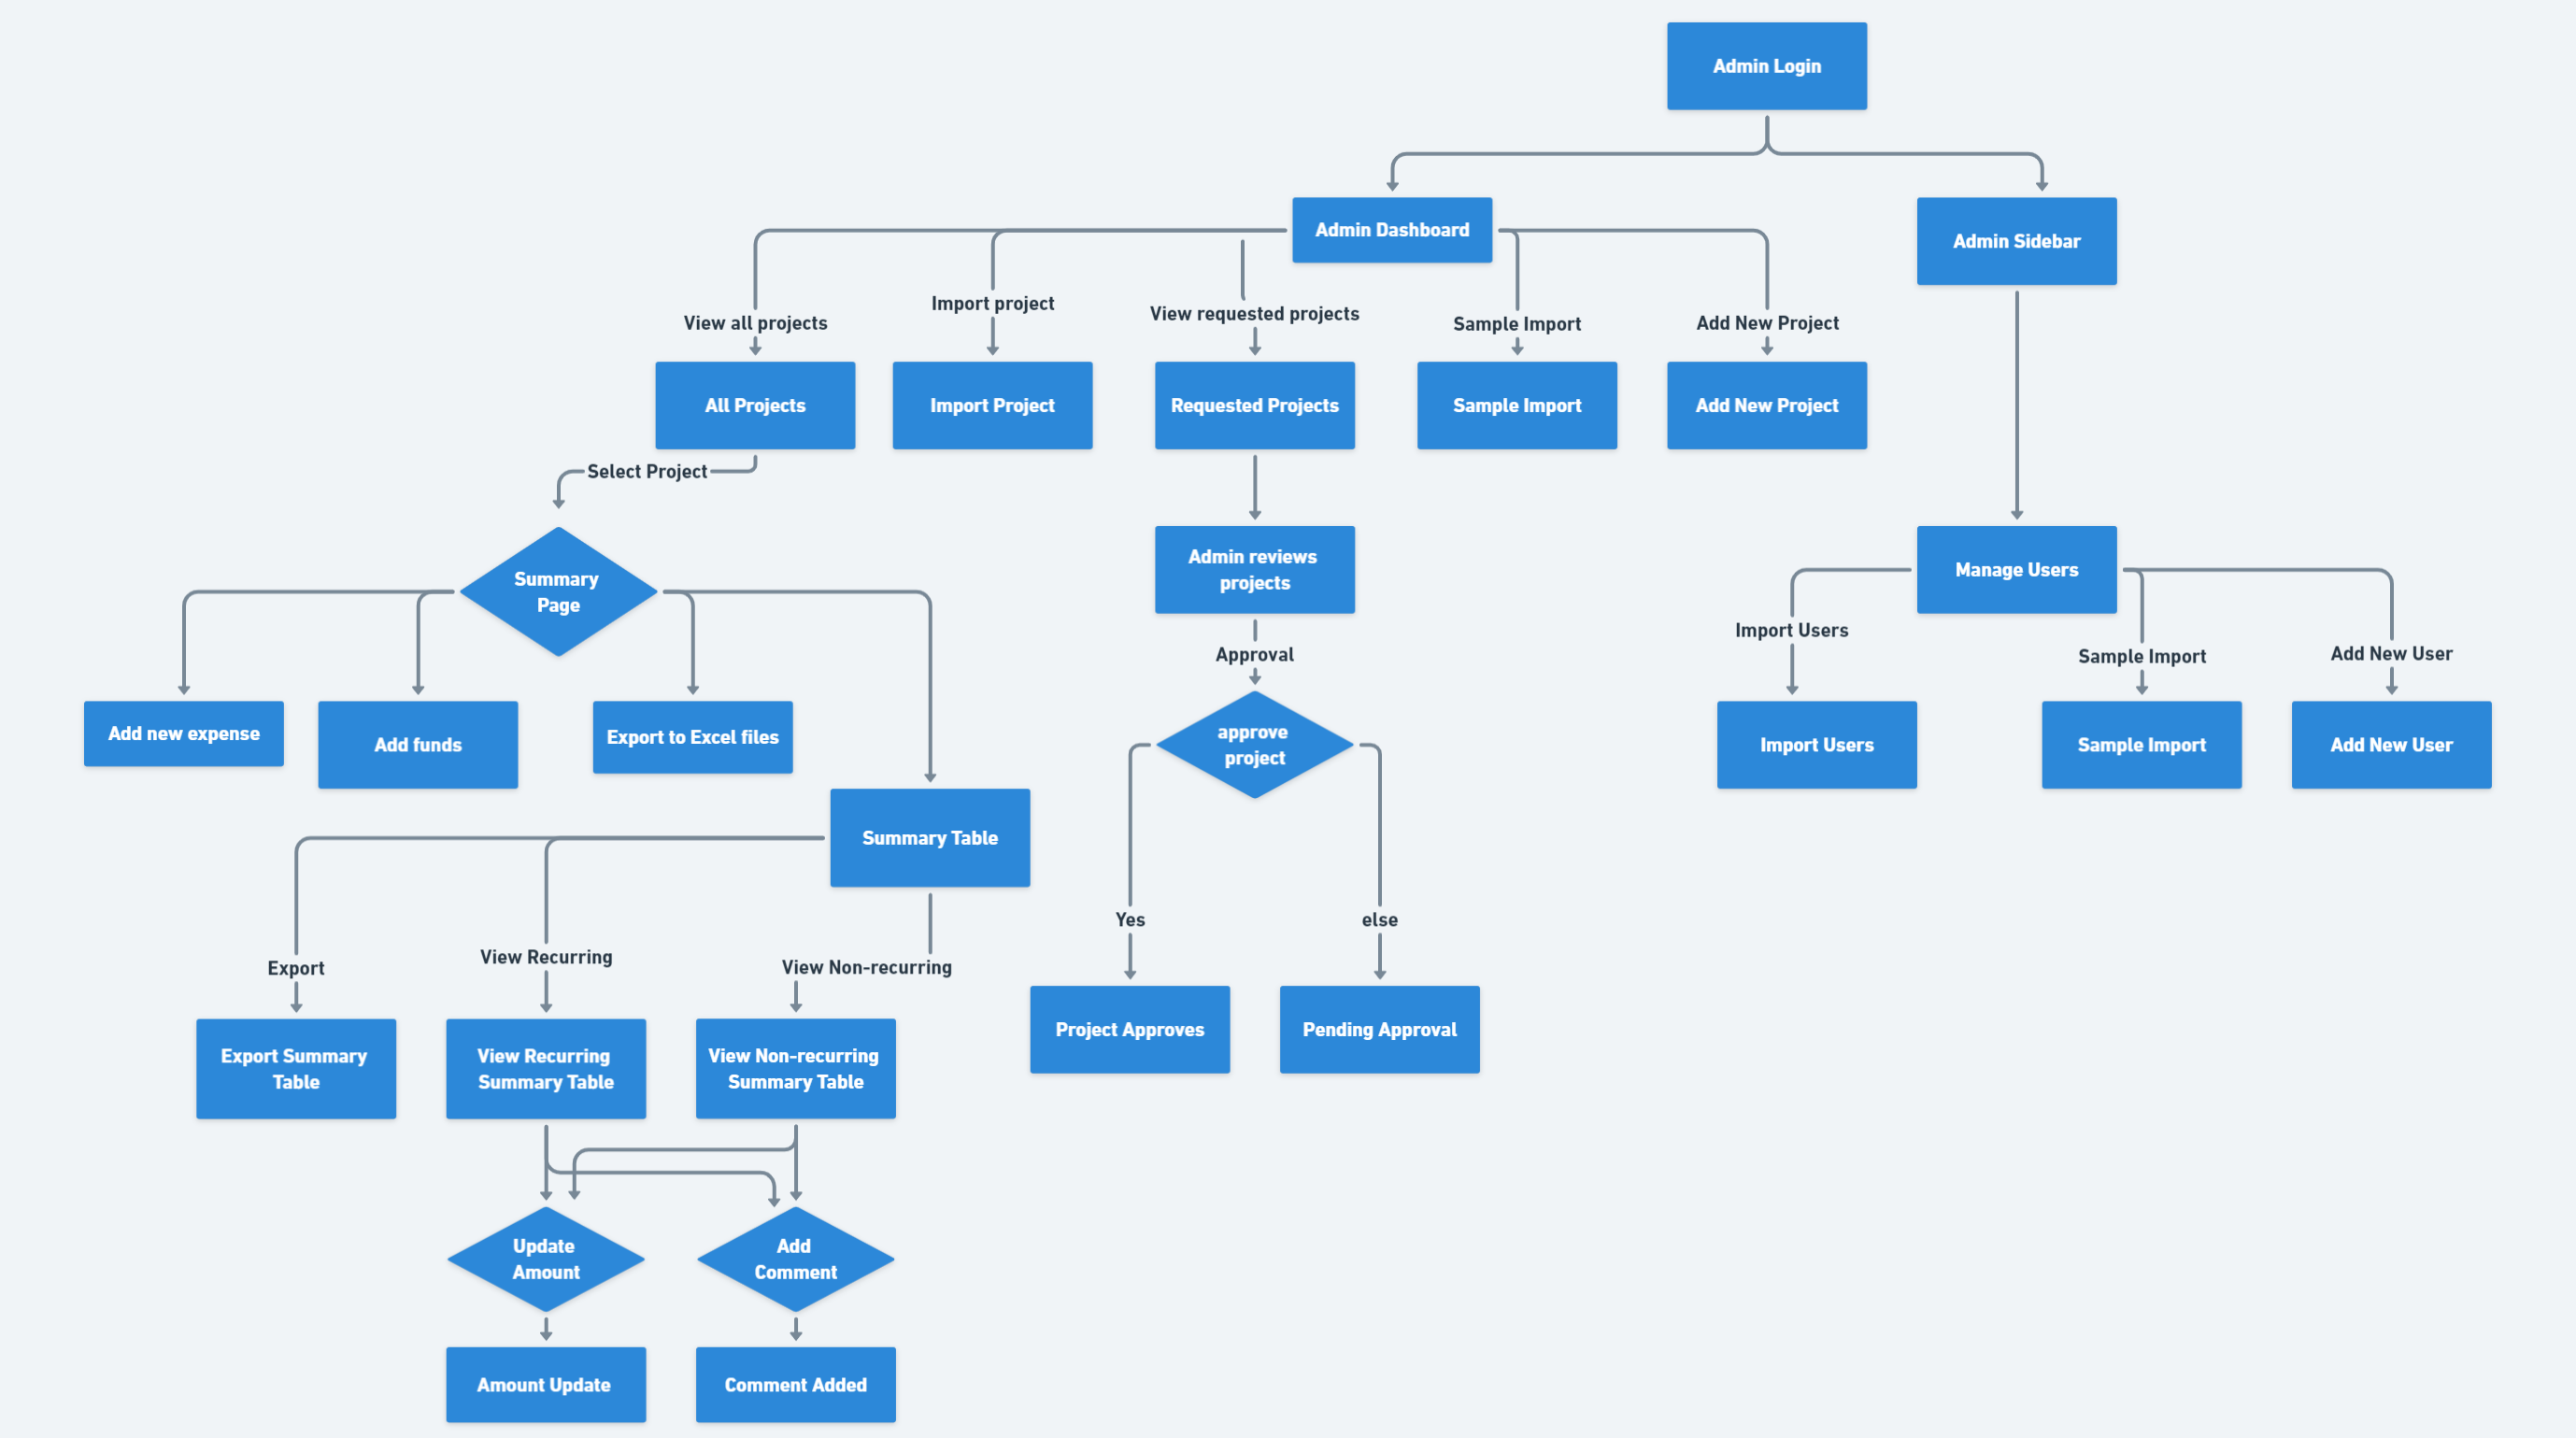 Admin Login
Admin Dashboard
Admin Sidebar
View all projects
Import project
View requested projects
Sample Import
Add New Project
All Projects
Import Project
Requested Projects
Sample Import
Add New Project
Select Project
Summary
Page
Admin reviews
projects
Manage Users
Approval
Import Users
Sample Import
Add New User
Add new expense
Add funds
Export to Excel files
approve
project
Import Users
Sample Import
Add New User
Summary Table
Yes
else
Export
View Recurring
View Non-recurring
Project Approves
Pending Approval
Export Summary
Table
View Recurring
Summary Table
View Non-recurring
Summary Table
Update
Amount
Add
Comment
Amount Update
Comment Added